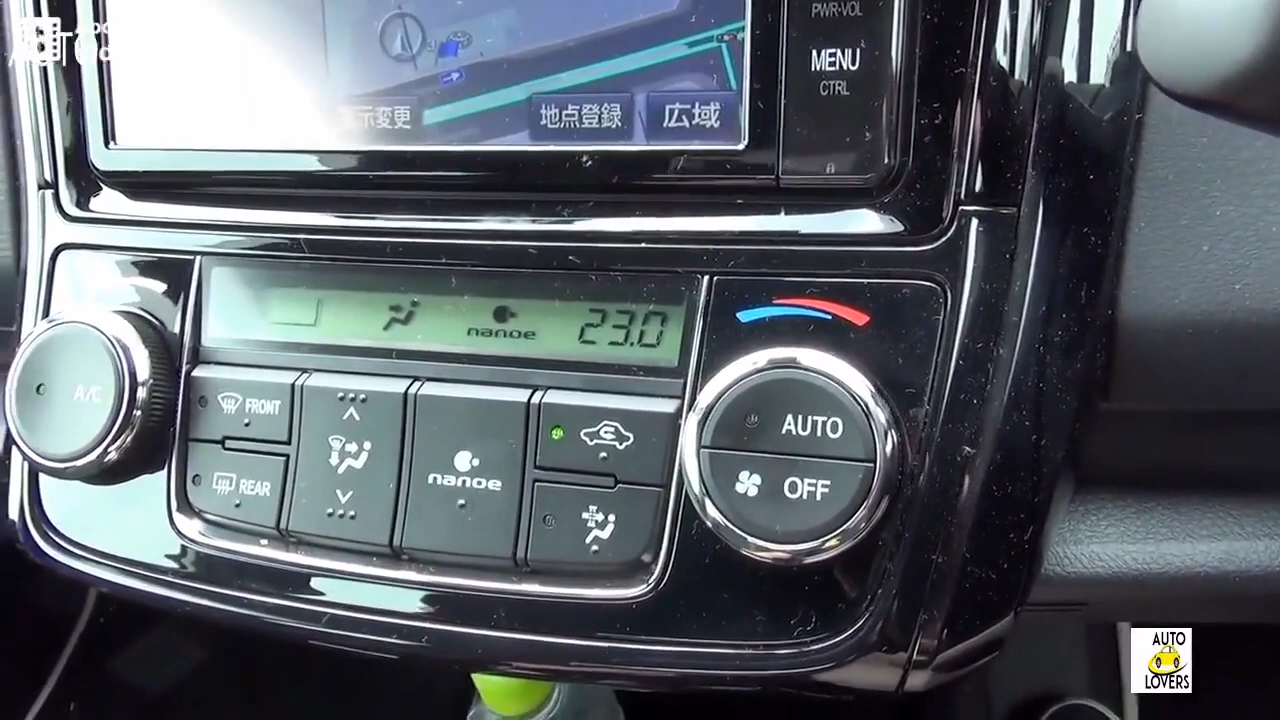 PWR·VOL
MENU
CTRL
示変更
地点登録
広域
nanoe
23.0
A/C
FRONT
REAR
nanoe
AUTO
OFF
AUTO
LOVERS